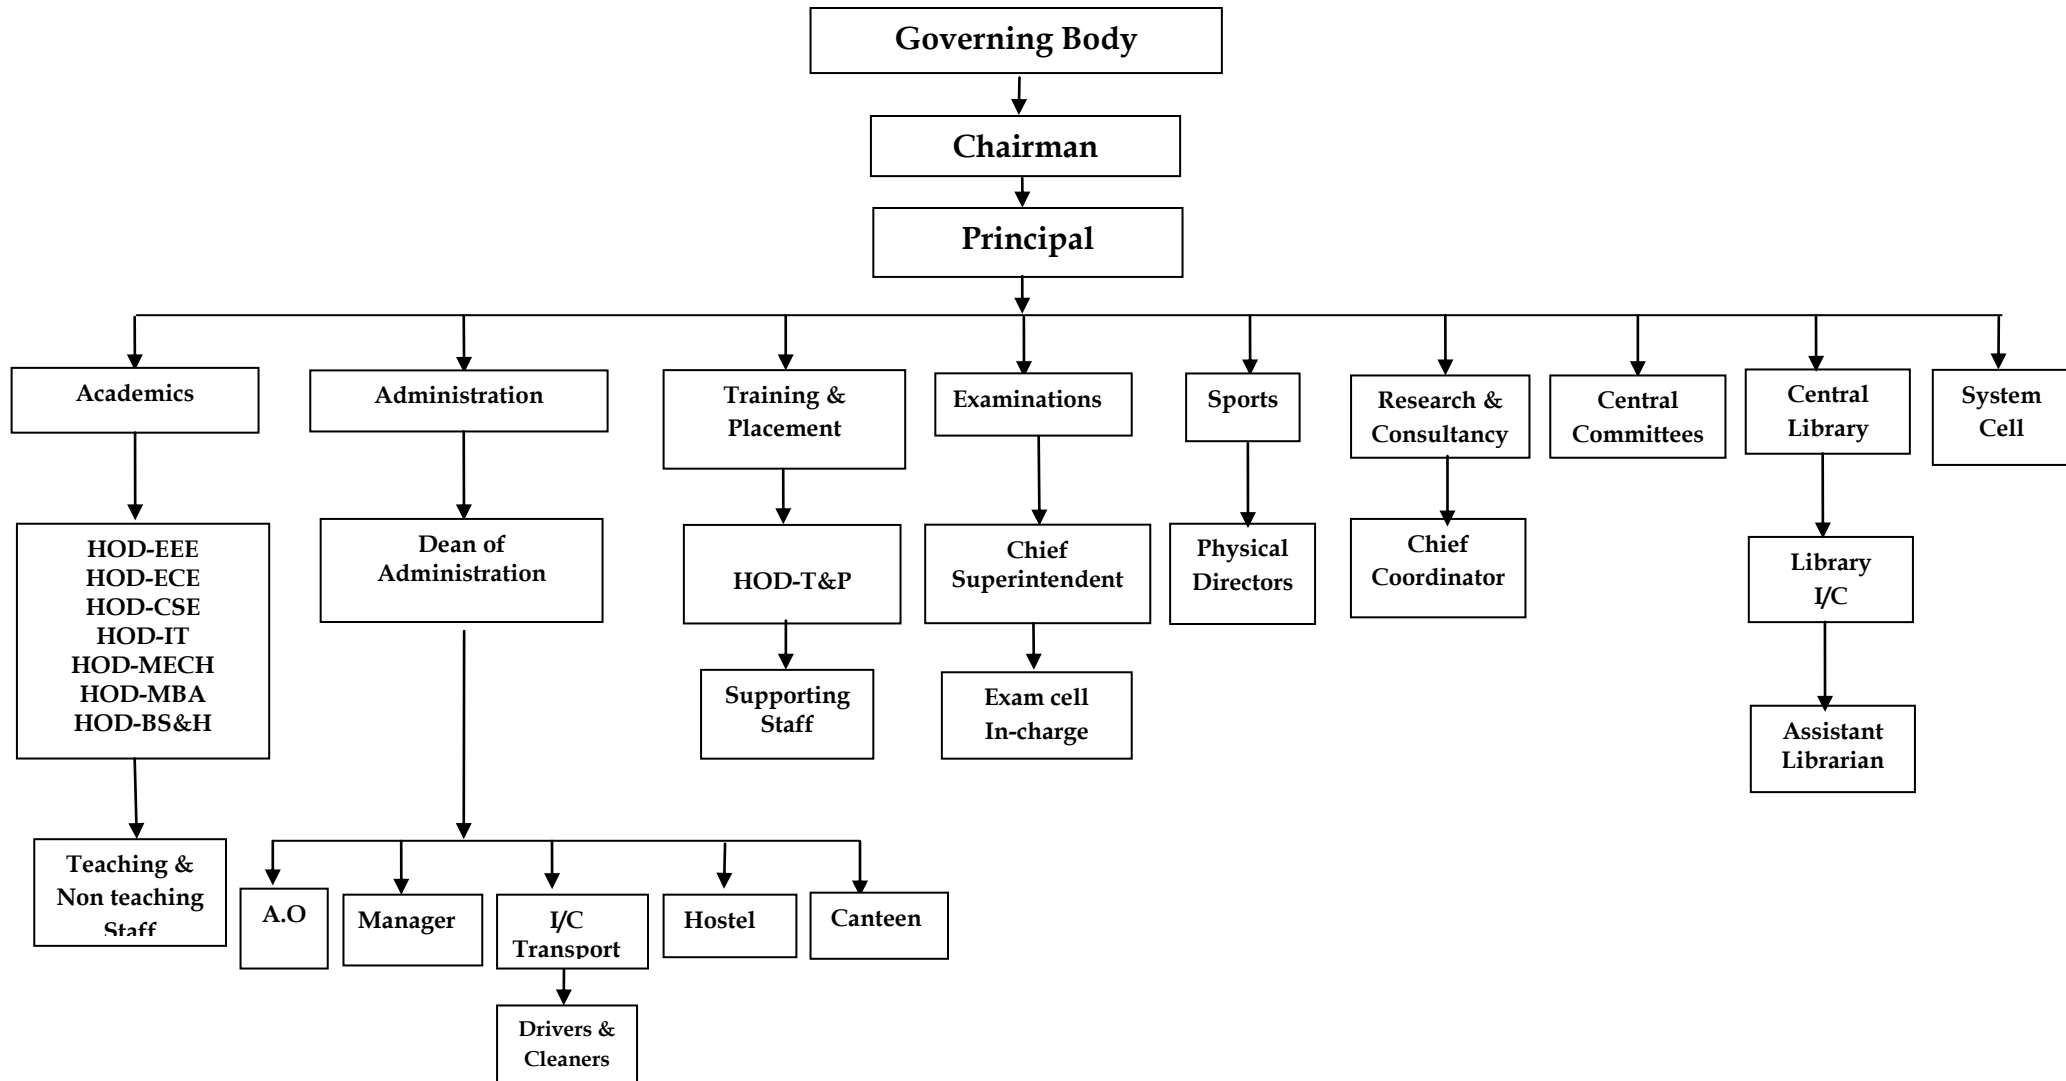 Governing Body
Chairman
Principal
Academics
Administration
Training &
Placement
Examinations
Sports
Research &
Consultancy
Central
Committees
Central
Library
System
Cell
HOD-EEE
HOD-ECE
HOD-CSE
HOD-IT
HOD-MECH
HOD-MBA
HOD-BS&H
Dean of
Administration
HOD-T&P
Chief
Superintendent
Physical
Directors
Chief
Coordinator
Library
I/C
Supporting
Staff
Exam cell
In-charge
Assistant
Librarian
Teaching &
Non teaching
Staff
A.O
Manager
I/C
Transport
Hostel
Canteen
Drivers &
Cleaners